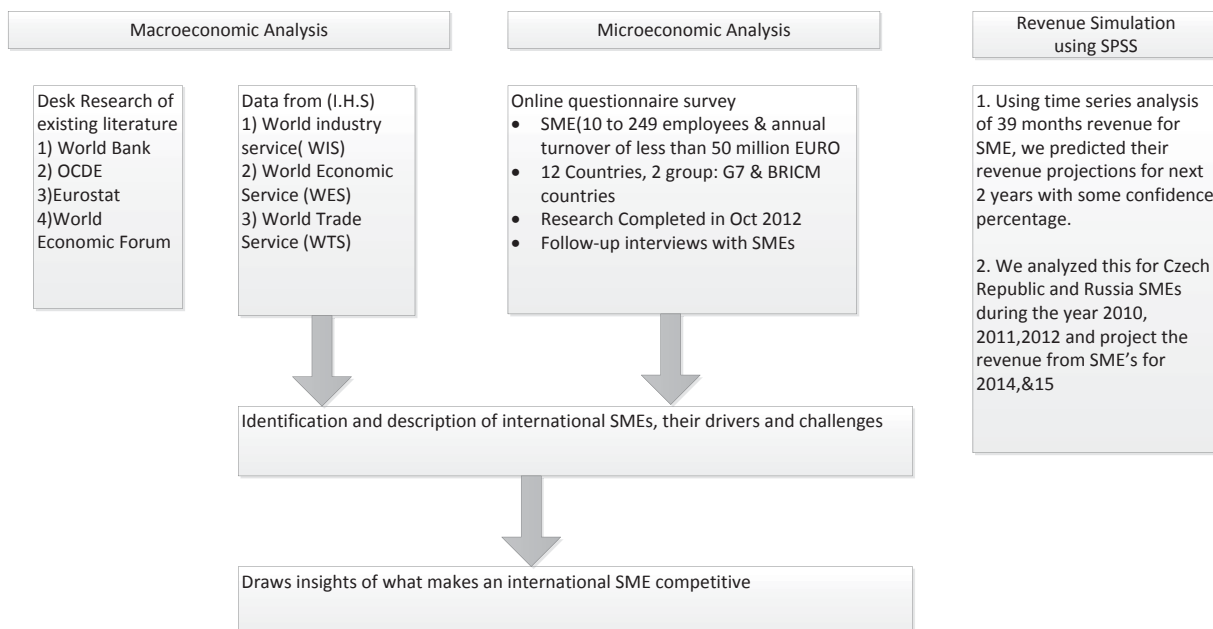 Macroeconomic Analysis
Microeconomic Analysis
Revenue Simulation
using SPSS
Desk Research of
existing literature
1) World Bank
2) OCDE
3)Eurostat
4)World
Economic Forum
Data from (I.H.S)
1) World industry
service( WIS)
2) World Economic
Service (WES)
3) World Trade
Service (WTS)
Online questionnaire survey
• SME(10 to 249 employees & annual
turnover of less than 50 million EURO
• 12 Countries, 2 group: G7 & BRICM
countries
• Research Completed in Oct 2012
• Follow-up interviews with SMEs
1. Using time series analysis
of 39 months revenue for
SME, we predicted their
revenue projections for next
2 years with some confidence
percentage.
2. We analyzed this for Czech
Republic and Russia SMEs
during the year 2010,
2011,2012 and project the
revenue from SME's for
2014,&15
Identification and description of international SMEs, their drivers and challenges
Draws insights of what makes an international SME competitive